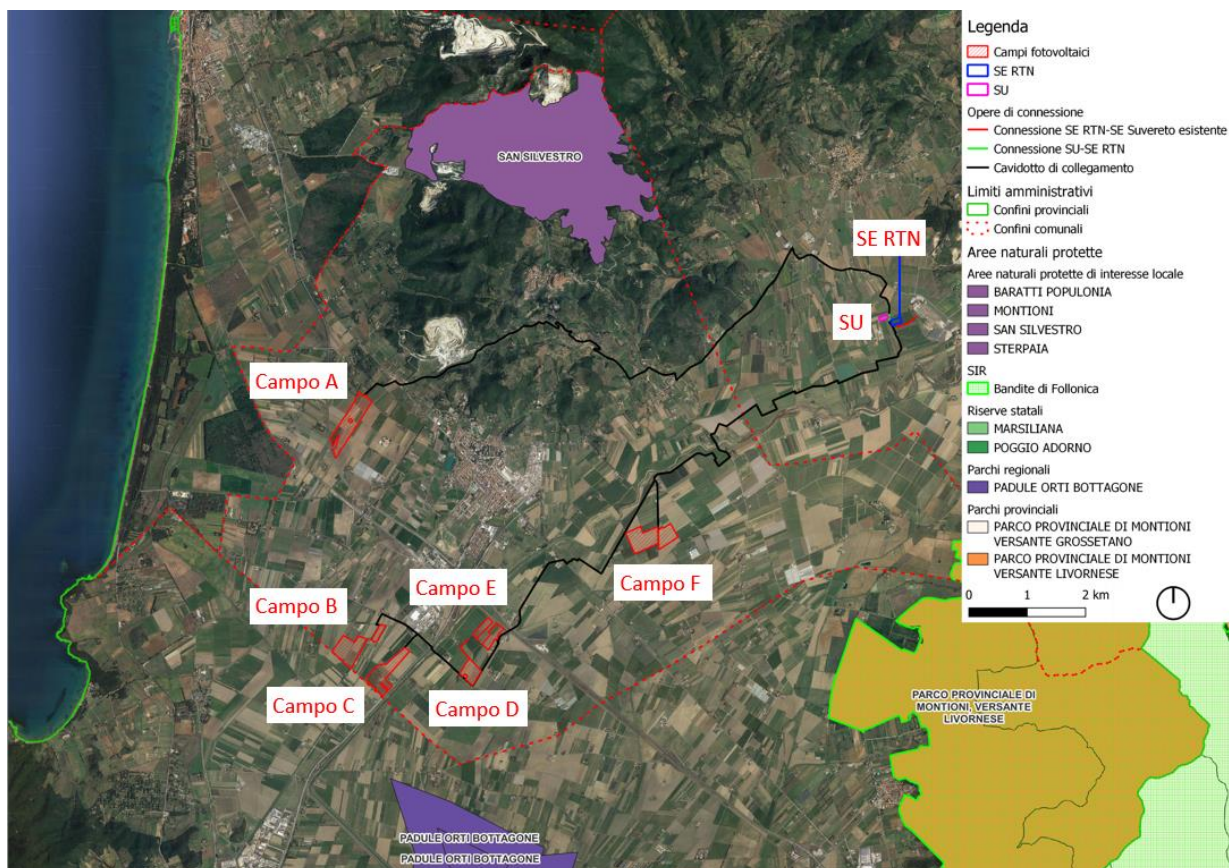 SAN SILVESTRO
SE RTN
SU
Campo A
Campo E
Campo F
Campo B
Campo C
Campo D
PARCO PROVINCIALE DI
MONTIONI, VERSANTE
LIVORNESE
PADULE ORTI BOTTAGONE
PADULE ORTI BOTTAGONE
Legenda
Campi fotovoltaici
SE RTN
SU
Opere di connessione
Connessione SE RTN-SE Suvereto esistente
Connessione SU-SE RTN
Cavidotto di collegamento
Limiti amministrativi
Confini provinciali
Confini comunali
Aree naturali protette
Aree naturali protette di interesse locale
BARATTI POPULONIA
MONTIONI
SAN SILVESTRO
STERPAIA
SIR
Bandite di Follonica
Riserve statali
MARSILIANA
POGGIO ADORNO
Parchi regionali
PADULE ORTI BOTTAGONE
Parchi provinciali
PARCO PROVINCIALE DI MONTIONI
VERSANTE GROSSETANO
PARCO PROVINCIALE DI MONTIONI
VERSANTE LIVORNESE
0 1 2 km